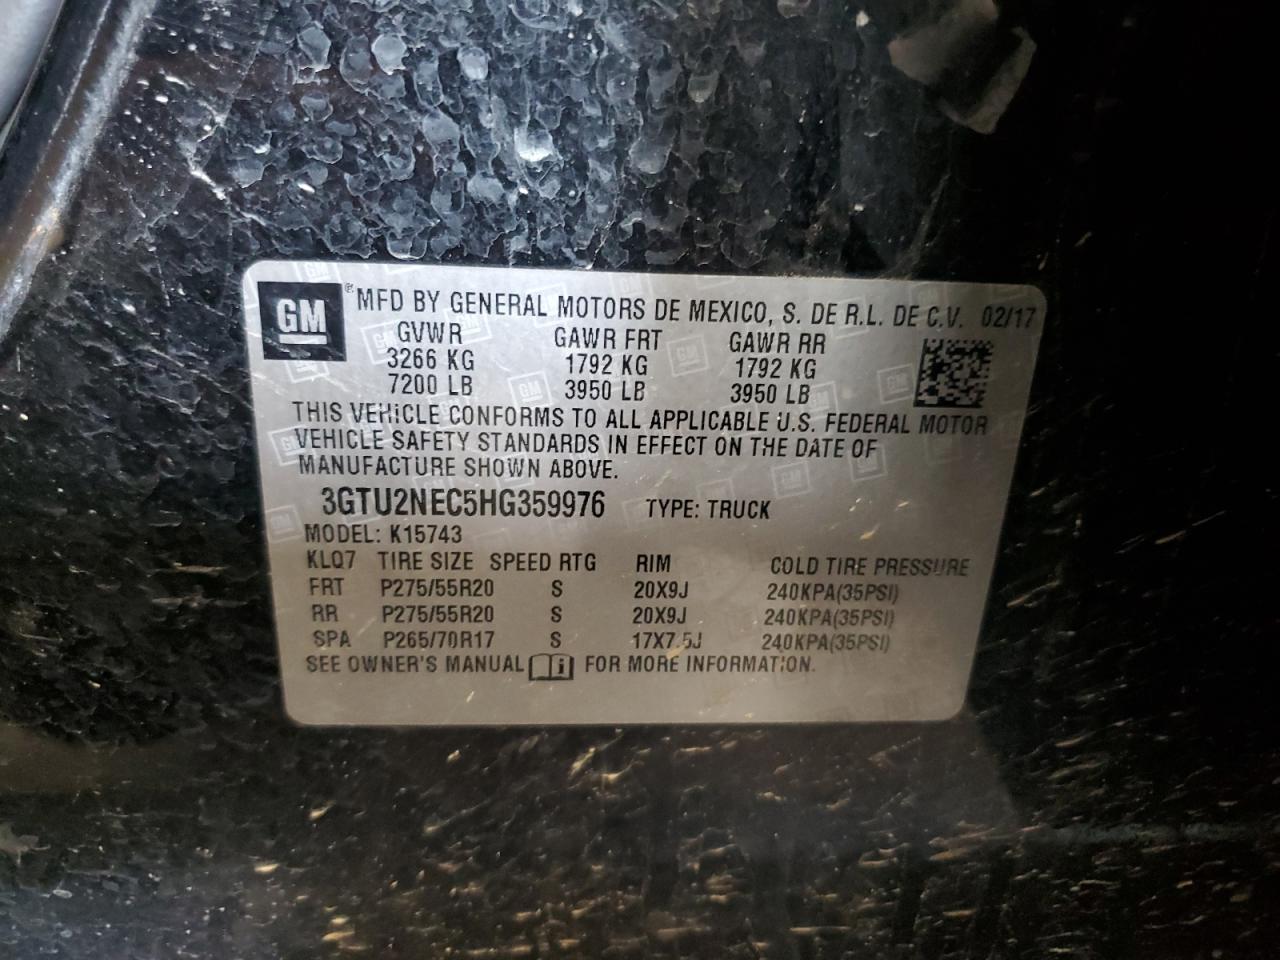 GM ® MFD BY GENERAL MOTORS DE MEXICO, S. DE R.L. DE C.V. 02/17
GVWR GAWR FRT GAWR RR
3266 KG 1792 KG 1792 KG
7200 LB 3950 LB 3950 LB
THIS VEHICLE CONFORMS TO ALL APPLICABLE U.S. FEDERAL MOTOR
VEHICLE SAFETY STANDARDS IN EFFECT ON THE DATE OF
MANUFACTURE SHOWN ABOVE.
3GTU2NEC5HG359976 TYPE: TRUCK
MODEL: K15743
KLQ7 TIRE SIZE SPEED RTG RIM COLD TIRE PRESSURE
FRT P275/55R20 S 20X9J 240KPA(35PSI)
RR P275/55R20 S 20X9J 240KPA(35PSI)
SPA P265/70R17 S 17X7.5J 240KPA(35PSI)
SEE OWNER'S MANUAL i FOR MORE INFORMATION.